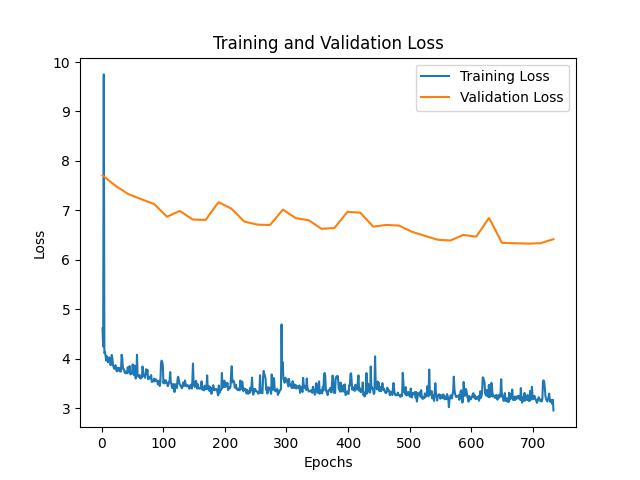 Training and Validation Loss
Training Loss
Validation Loss
10
9
8
7
6
5
4
3
Loss
0 100 200 300 400 500 600 700
Epochs